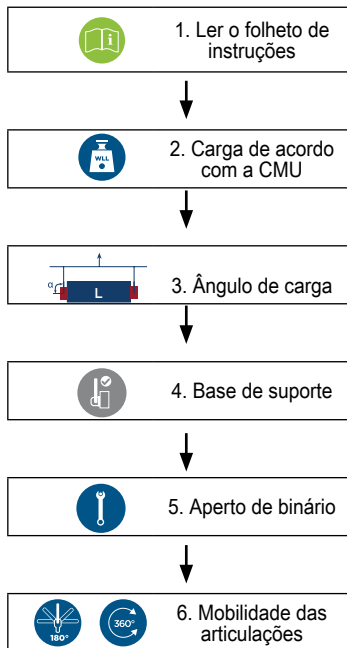 1. Ler o folheto de
instruções
WLL
2. Carga de acordo
com a CMU
α
L
3. Ângulo de carga
4. Base de suporte
5. Aperto de binário
180°
360°
6. Mobilidade das
articulações